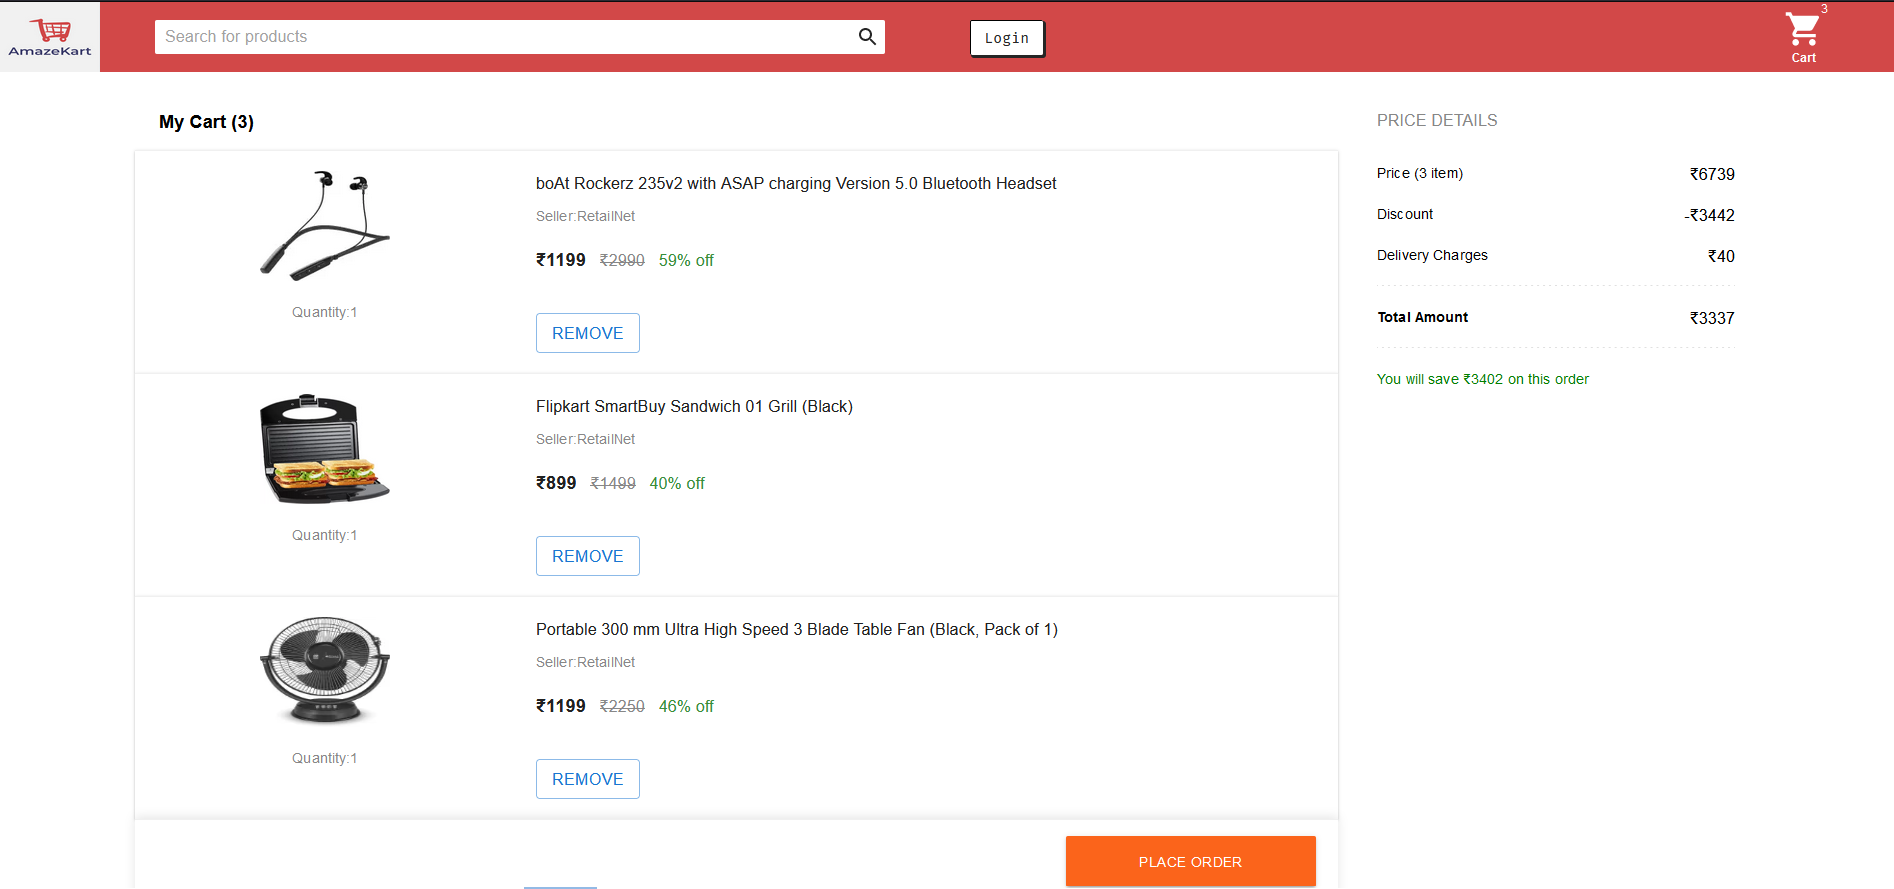 AmazeKart
Search for products
Login
3
Cart
My Cart (3)
boAt Rockerz 235v2 with ASAP charging Version 5.0 Bluetooth Headset
Seller:RetailNet
₹1199 ₹2990 59% off
Quantity:1
REMOVE
Flipkart SmartBuy Sandwich 01 Grill (Black)
Seller:RetailNet
₹899 ₹1499 40% off
Quantity:1
REMOVE
Portable 300 mm Ultra High Speed 3 Blade Table Fan (Black, Pack of 1)
Seller:RetailNet
₹1199 ₹2250 46% off
Quantity:1
REMOVE
PLACE ORDER
PRICE DETAILS
Price (3 item) ₹6739
Discount -₹3442
Delivery Charges ₹40
Total Amount ₹3337
You will save ₹3402 on this order